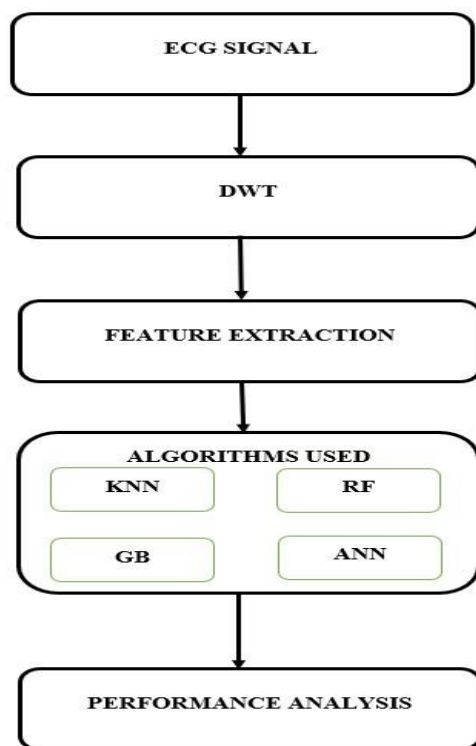 ECG SIGNAL
DWT
FEATURE EXTRACTION
ALGORITHMS USED
KNN RF
GB ANN
PERFORMANCE ANALYSIS